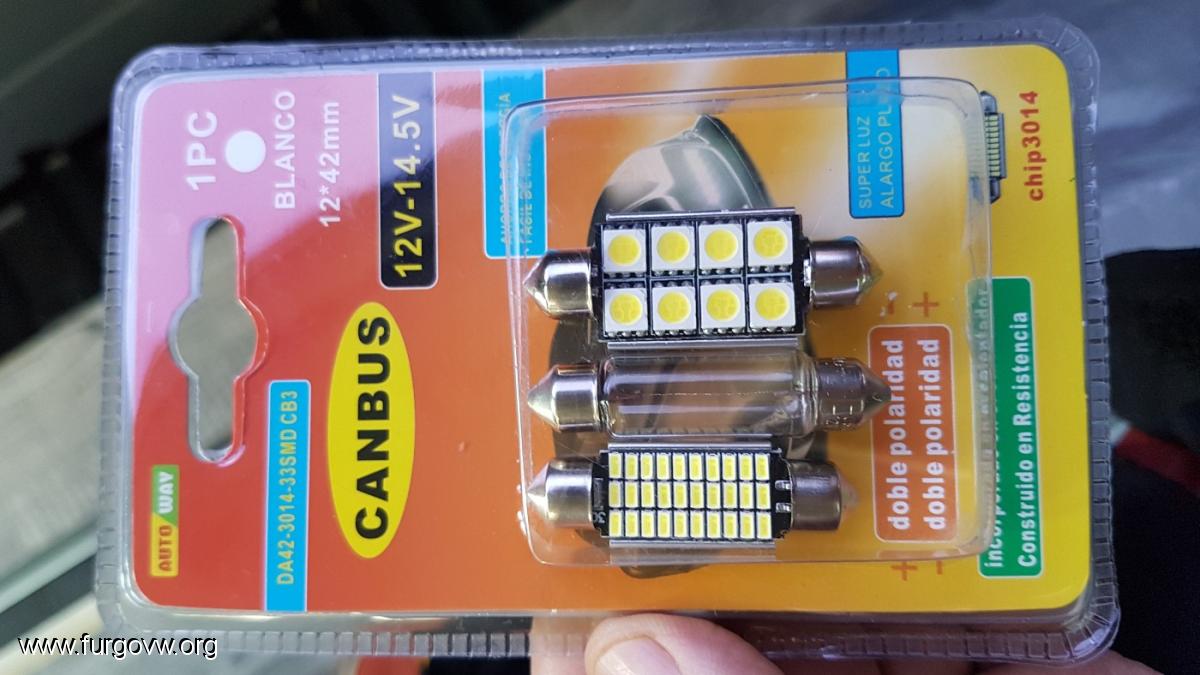 1PC
BLANCO
12*42mm
12V-14.5V
SUPER LUZ
ALARGO
chip3014
CANBUS
DA42-3014-33SMD CB3
AUTO WAY
- +
doble polaridad
doble polaridad
+ -
Construido en Resistencia
www.furgovw.org